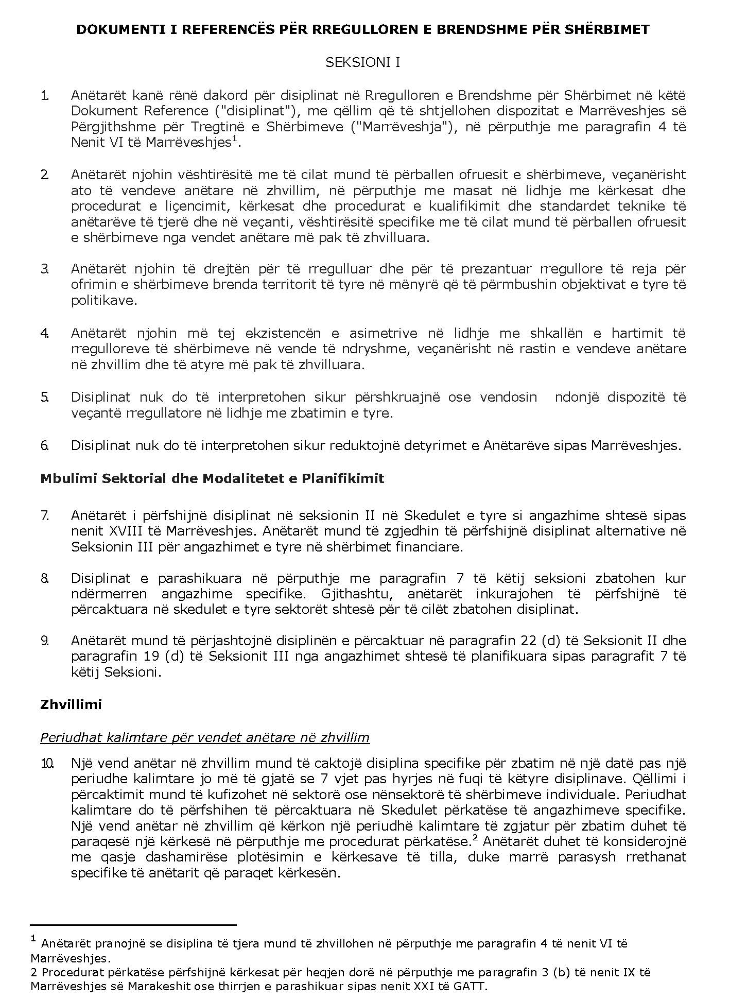 DOKUMENTI I REFERENCËS PËR RREGULLOREN E BRENDSHME PËR SHËRBIMET
SEKSIONI I
1. Anëtarët kanë rënë dakord për disiplinat në Rregulloren e Brendshme për Shërbimet në këtë
Dokument Reference ("disiplinat"), me qëllim që të shtjellohen dispozitat e Marrëveshjes së
Përgjithshme për Tregtinë e Shërbimeve ("Marrëveshja"), në përputhje me paragrafin 4 të
Nenit VI të Marrëveshjes1.
2. Anëtarët njohin vështirësitë me të cilat mund të përballen ofruesit e shërbimeve, veçanërisht
ato të vendeve anëtare në zhvillim, në përputhje me masat në lidhje me kërkesat dhe
procedurat e liçencimit, kërkesat dhe procedurat e kualifikimit dhe standardet teknike të
anëtarëve të tjerë dhe në veçanti, vështirësitë specifike me të cilat mund të përballen ofruesit
e shërbimeve nga vendet anëtare më pak të zhvilluara.
3. Anëtarët njohin të drejtën për të rregulluar dhe për të prezantuar rregullore të reja për
ofrimin e shërbimeve brenda territorit të tyre në mënyrë që të përmbushin objektivat e tyre të
politikave.
4. Anëtarët njohin më tej ekzistencën e asimetrive në lidhje me shkallën e hartimit të
rregulloreve të shërbimeve në vende të ndryshme, veçanërisht në rastin e vendeve anëtare
në zhvillim dhe të atyre më pak të zhvilluara.
5. Disiplinat nuk do të interpretohen sikur përshkruajnë ose vendosin ndonjë dispozitë të
veçantë rregullatore në lidhje me zbatimin e tyre.
6. Disiplinat nuk do të interpretohen sikur reduktojnë detyrimet e Anëtarëve sipas Marrëveshjes.
Mbulimi Sektorial dhe Modalitetet e Planifikimit
7. Anëtarët i përfshijnë disiplinat në seksionin II në Skedulet e tyre si angazhime shtesë sipas
nenit XVIII të Marrëveshjes. Anëtarët mund të zgjedhin të përfshijnë disiplinat alternative në
Seksionin III për angazhimet e tyre në shërbimet financiare.
8. Disiplinat e parashikuara në përputhje me paragrafin 7 të këtij seksioni zbatohen kur
ndërmerren angazhime specifike. Gjithashtu, anëtarët inkurajohen të përfshijnë të
përcaktuara në skedulet e tyre sektorët shtesë për të cilët zbatohen disiplinat.
9. Anëtarët mund të përjashtojnë disiplinën e përcaktuar në paragrafin 22 (d) të Seksionit II dhe
paragrafin 19 (d) të Seksionit III nga angazhimet shtesë të planifikuara sipas paragrafit 7 të
këtij Seksioni.
Zhvillimi
Periudhat kalimtare për vendet anëtare në zhvillim
10. Një vend anëtar në zhvillim mund të caktojë disiplina specifike për zbatim në një datë pas një
periudhe kalimtare jo më të gjatë se 7 vjet pas hyrjes në fuqi të këtyre disiplinave. Qëllimi i
përcaktimit mund të kufizohet në sektorë ose nënsektorë të shërbimeve individuale. Periudhat
kalimtare do të përfshihen të përcaktuara në Skedulet përkatëse të angazhimeve specifike.
Një vend anëtar në zhvillim që kërkon një periudhë kalimtare të zgjatur për zbatim duhet të
paraqesë një kërkesë në përputhje me procedurat përkatëse.2 Anëtarët duhet të konsiderojnë
me qasje dashamirëse plotësimin e kërkesave të tilla, duke marrë parasysh rrethanat
specifike të anëtarit që paraqet kërkesën.
1 Anëtarët pranojnë se disiplina të tjera mund të zhvillohen në përputhje me paragrafin 4 të nenit VI të
Marrëveshjes.
2 Procedurat përkatëse përfshijnë kërkesat për heqjen dorë në përputhje me paragrafin 3 (b) të nenit IX të
Marrëveshjes së Marakeshit ose thirrjen e parashikuar sipas nenit XXI të GATT.